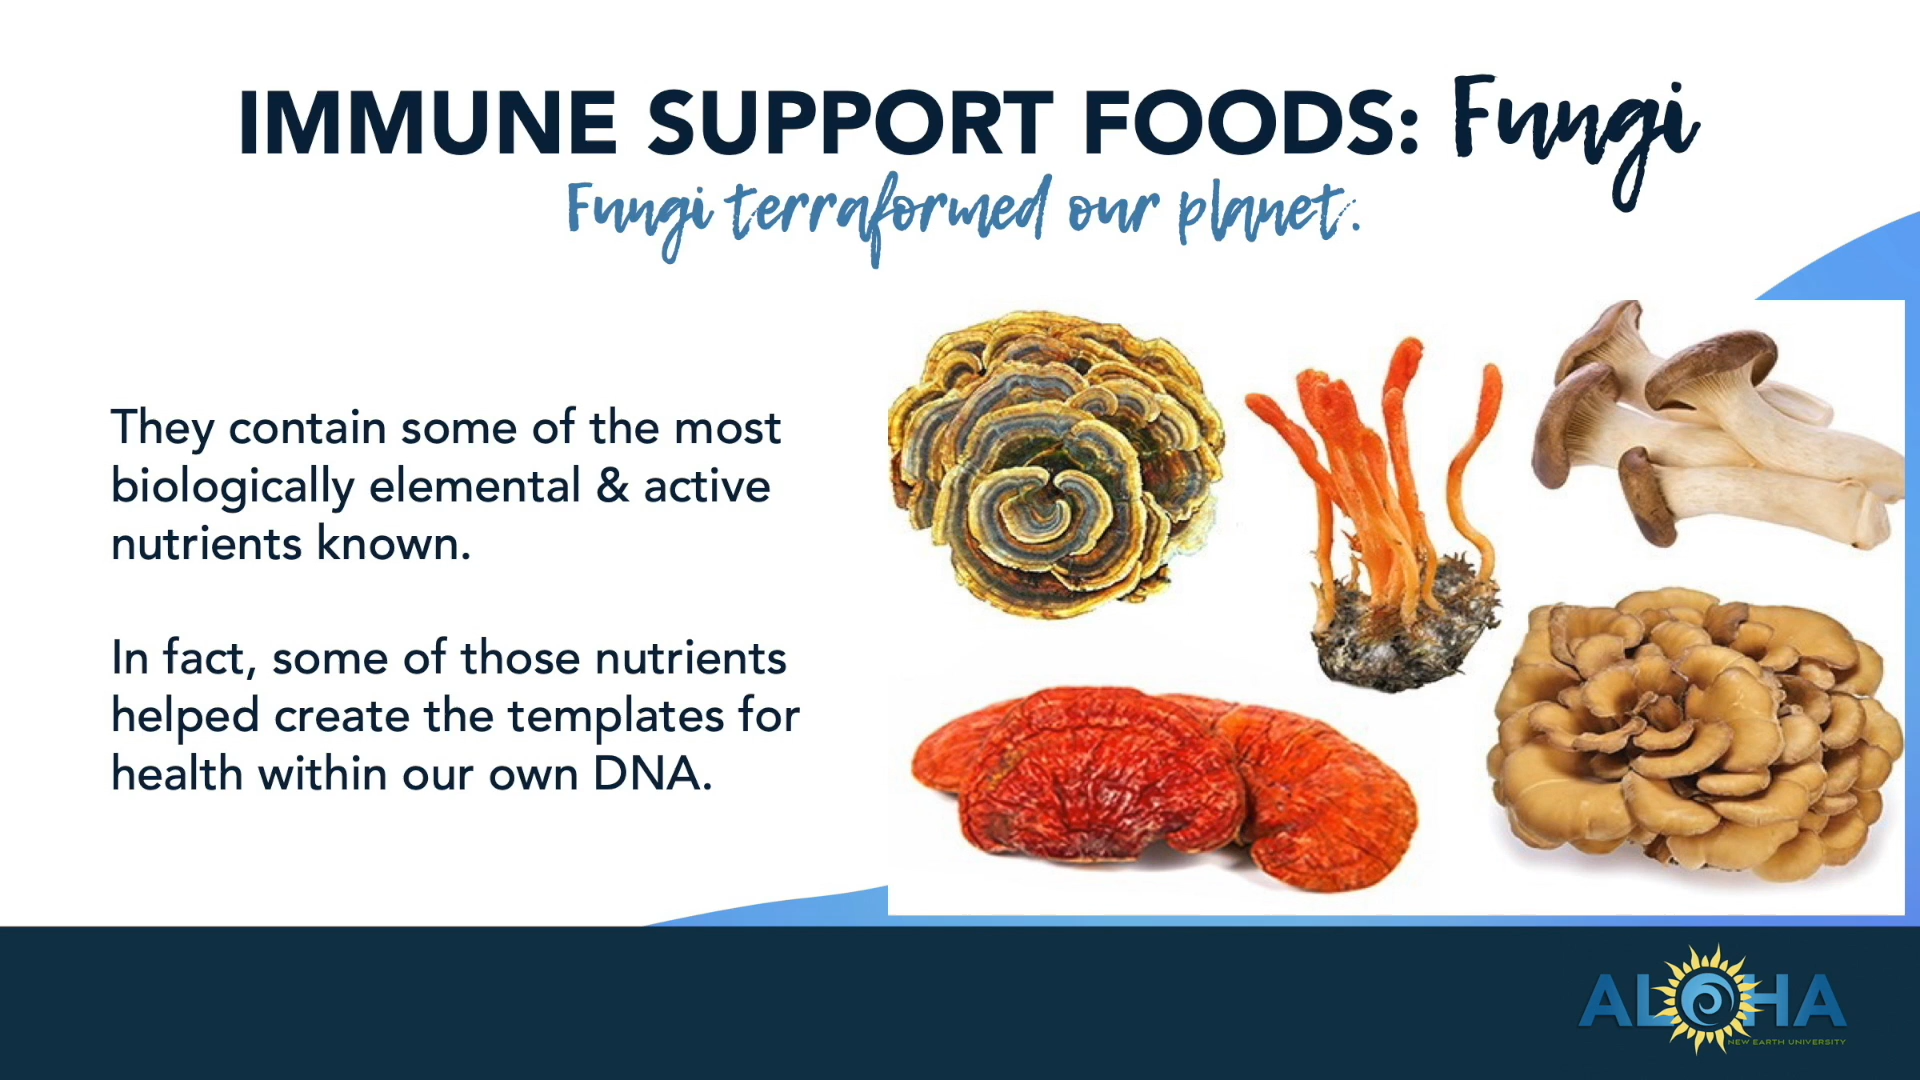 IMMUNE SUPPORT FOODS: Fungi
Fungi terraformed our planet.
They contain some of the most
biologically elemental & active
nutrients known.
In fact, some of those nutrients
helped create the templates for
health within our own DNA.
ALOHA
NEW EARTH UNIVERSITY